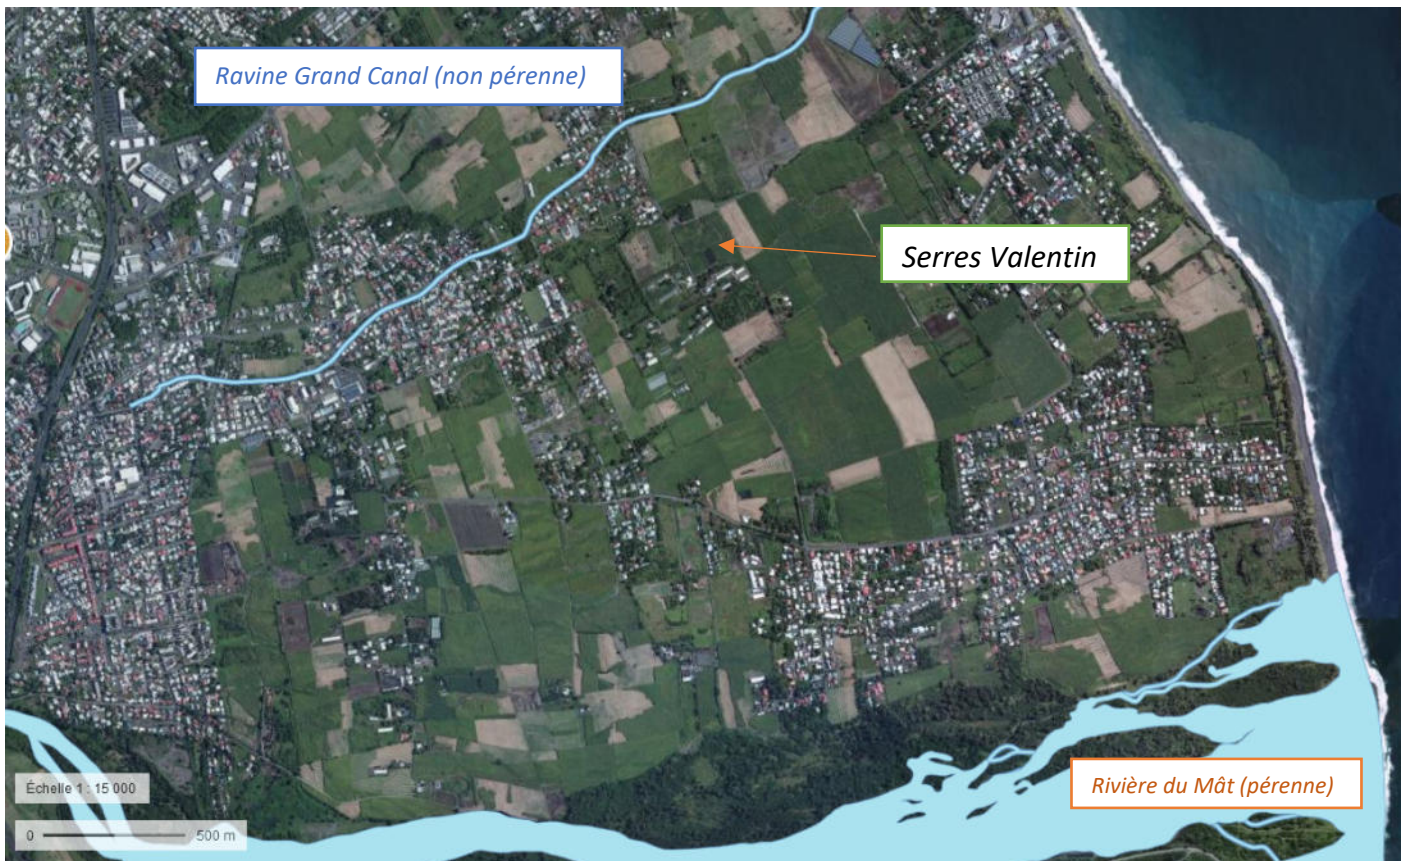 Ravine Grand Canal (non pérenne)
Serres Valentin
Rivière du Mât (pérenne)
Échelle 1 : 15 000
0 500 m